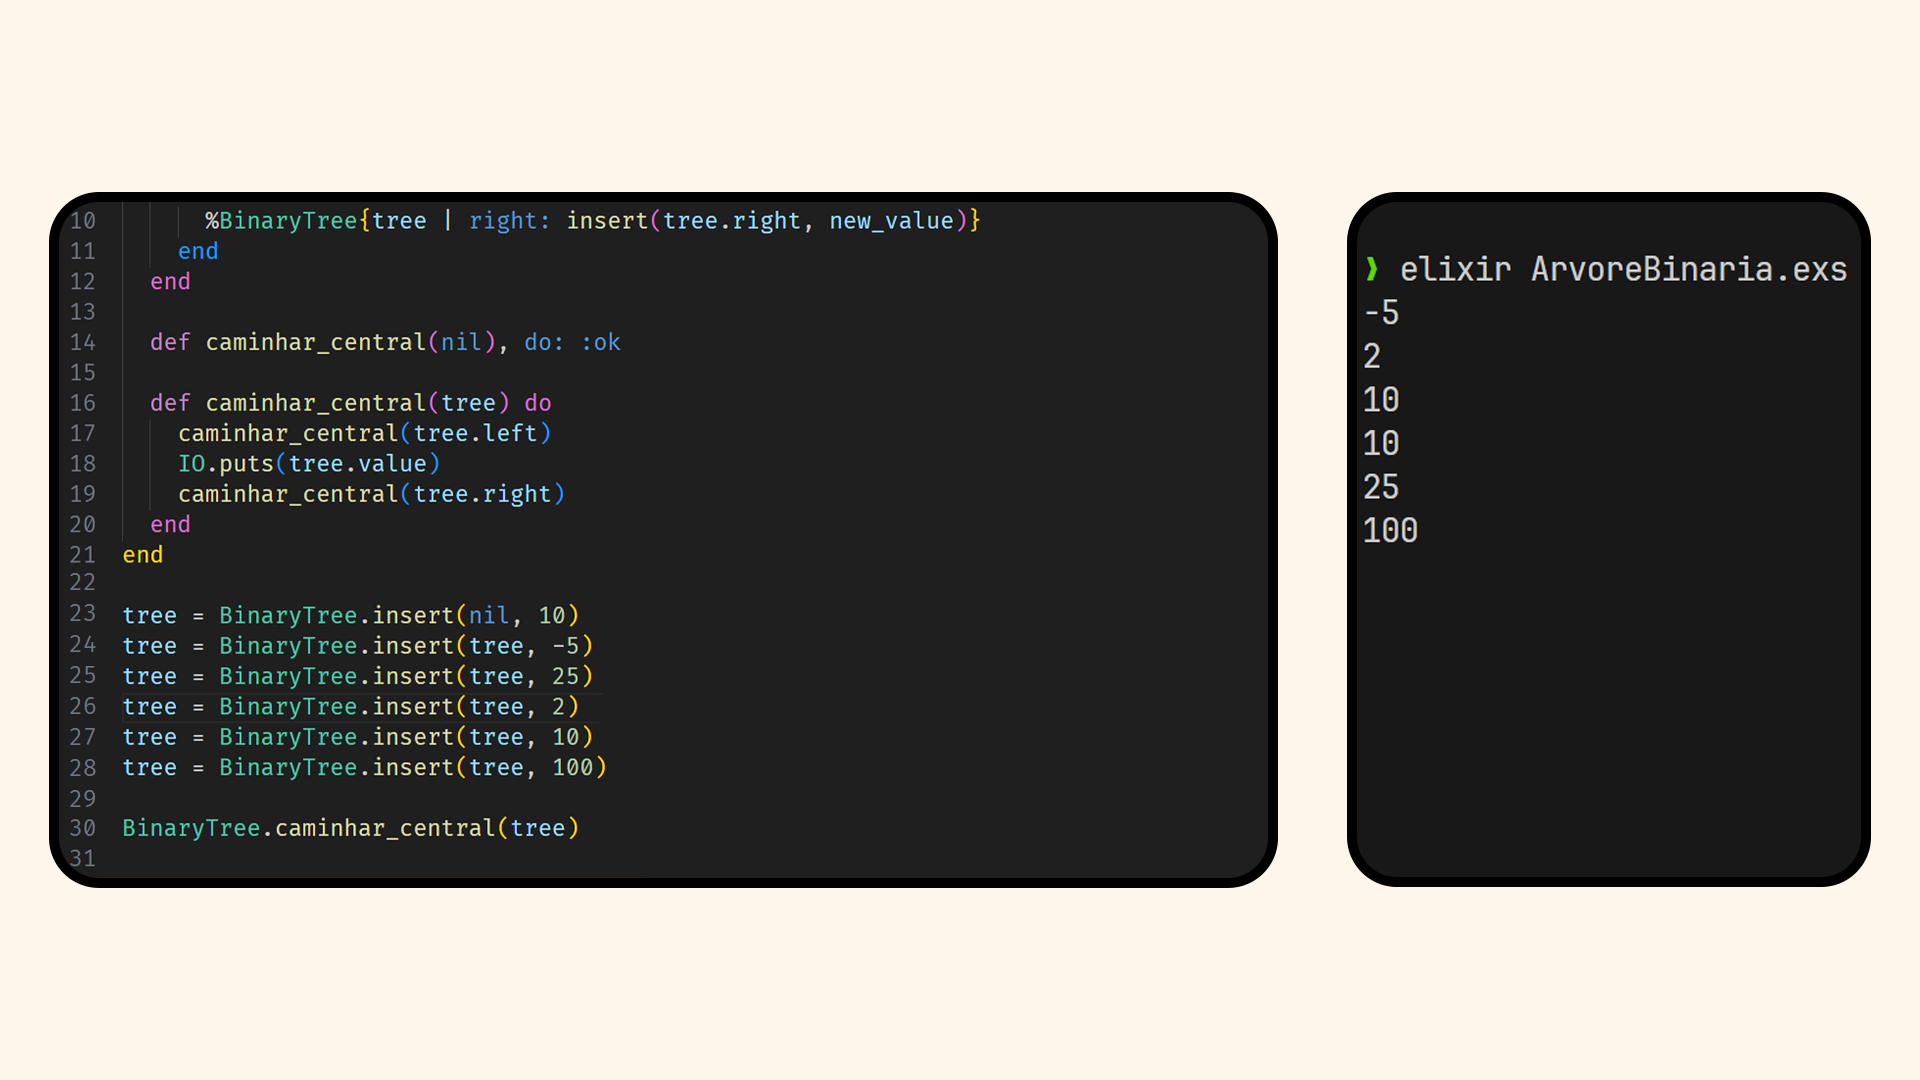 10 %BinaryTree{tree | right: insert(tree.right, new_value)}
11 end
12 end
13
14 def caminhar_central(nil), do: :ok
15
16 def caminhar_central(tree) do
17 caminhar_central(tree.left)
18 IO.puts(tree.value)
19 caminhar_central(tree.right)
20 end
21 end
22
23 tree = BinaryTree.insert(nil, 10)
24 tree = BinaryTree.insert(tree, -5)
25 tree = BinaryTree.insert(tree, 25)
26 tree = BinaryTree.insert(tree, 2)
27 tree = BinaryTree.insert(tree, 10)
28 tree = BinaryTree.insert(tree, 100)
29
30 BinaryTree.caminhar_central(tree)
31
❯ elixir ArvoreBinaria.exs
-5
2
10
10
25
100